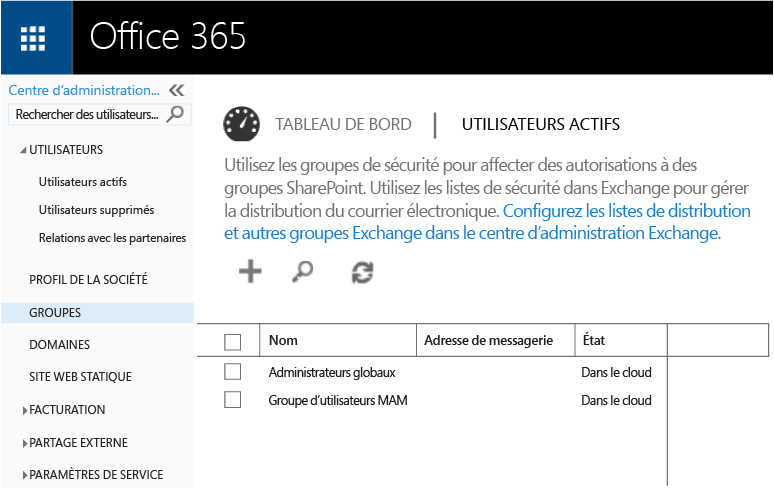 Office 365
Centre d’administration...
Rechercher des utilisateurs...
UTILISATEURS
Utilisateurs actifs
Utilisateurs supprimés
Relations avec les partenaires
PROFIL DE LA SOCIÉTÉ
GROUPES
DOMAINES
SITE WEB STATIQUE
FACTURATION
PARTAGE EXTERNE
PARAMÈTRES DE SERVICE
TABLEAU DE BORD | UTILISATEURS ACTIFS
Utilisez les groupes de sécurité pour affecter des autorisations à des
groupes SharePoint. Utilisez les listes de sécurité dans Exchange pour gérer
la distribution du courrier électronique. Configurez les listes de distribution
et autres groupes Exchange dans le centre d’administration Exchange.
Nom Adresse de messagerie État
Administrateurs globaux Dans le cloud
Groupe d’utilisateurs MAM Dans le cloud